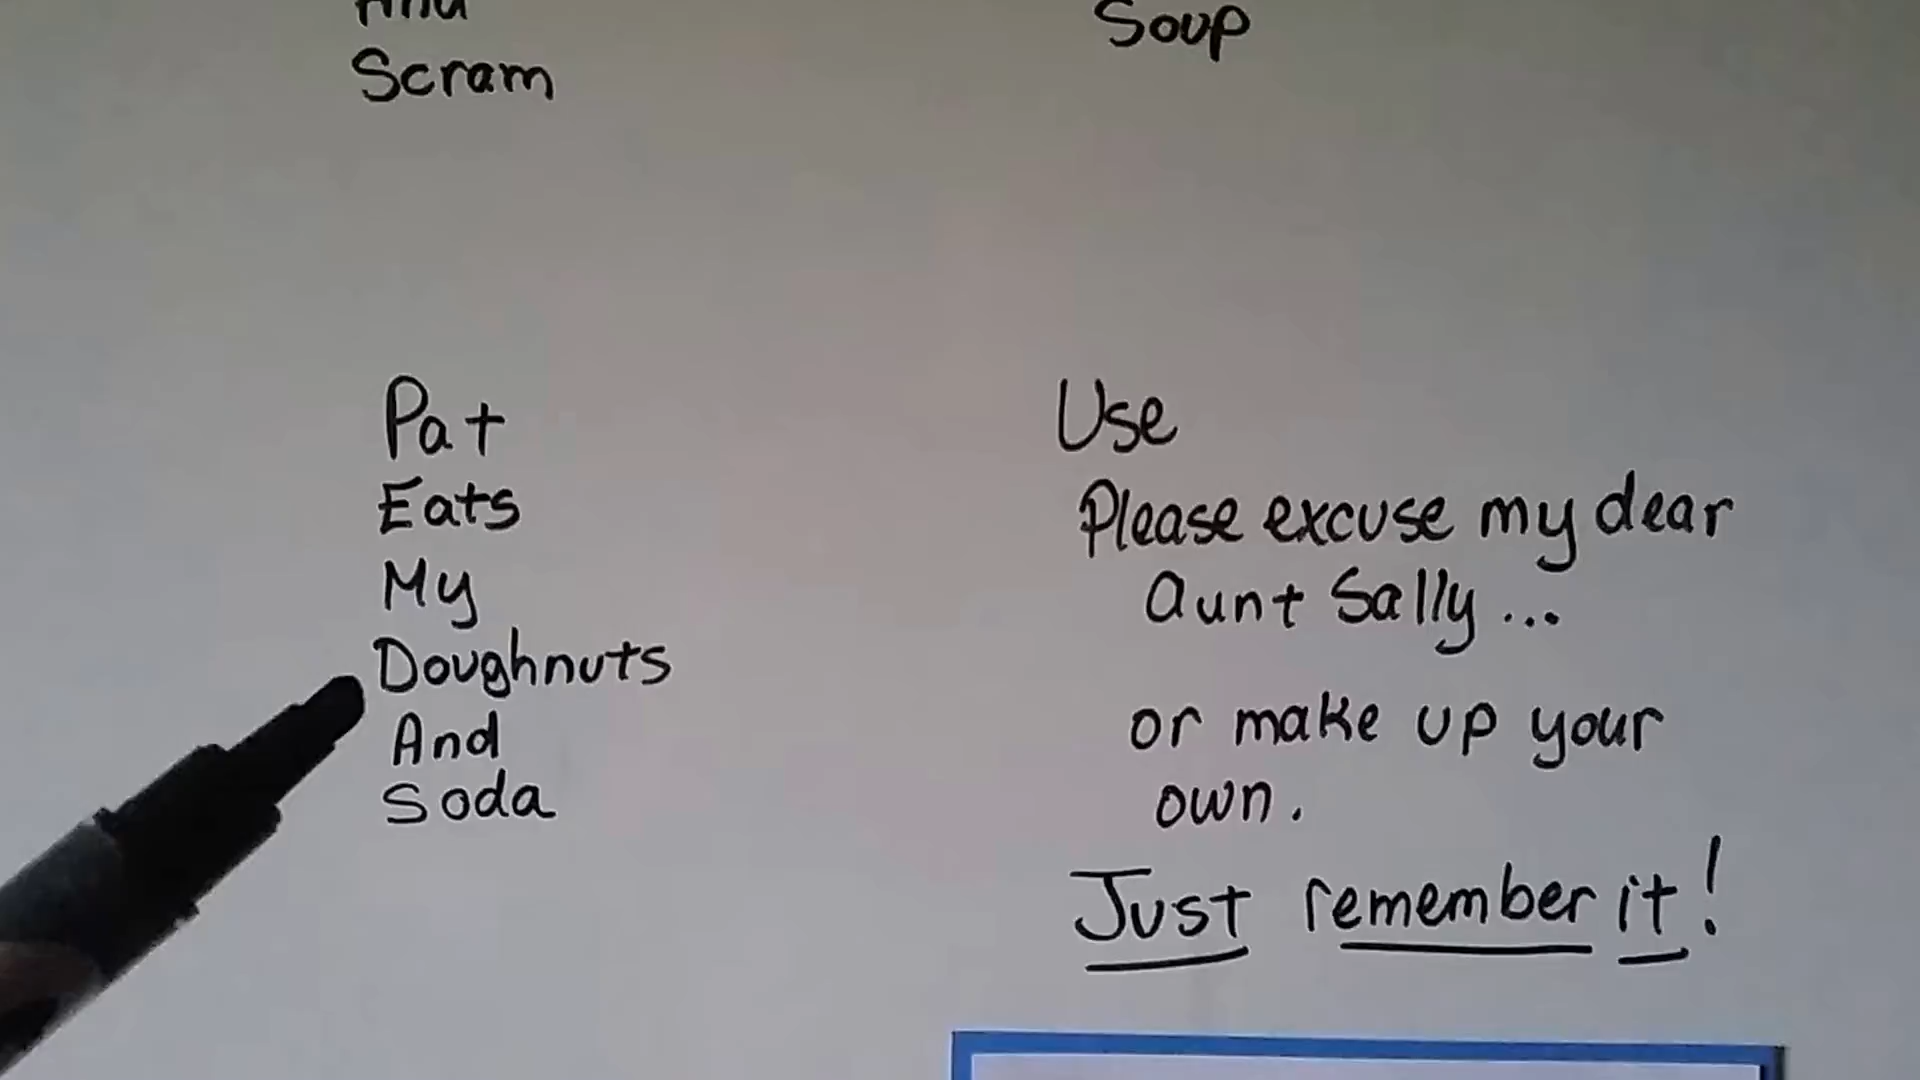 And
Scram
Soup
Pat
Eats
My
Doughnuts
And
Soda
Use
Please excuse my dear
aunt Sally...
or make up your
own.
Just remember it!